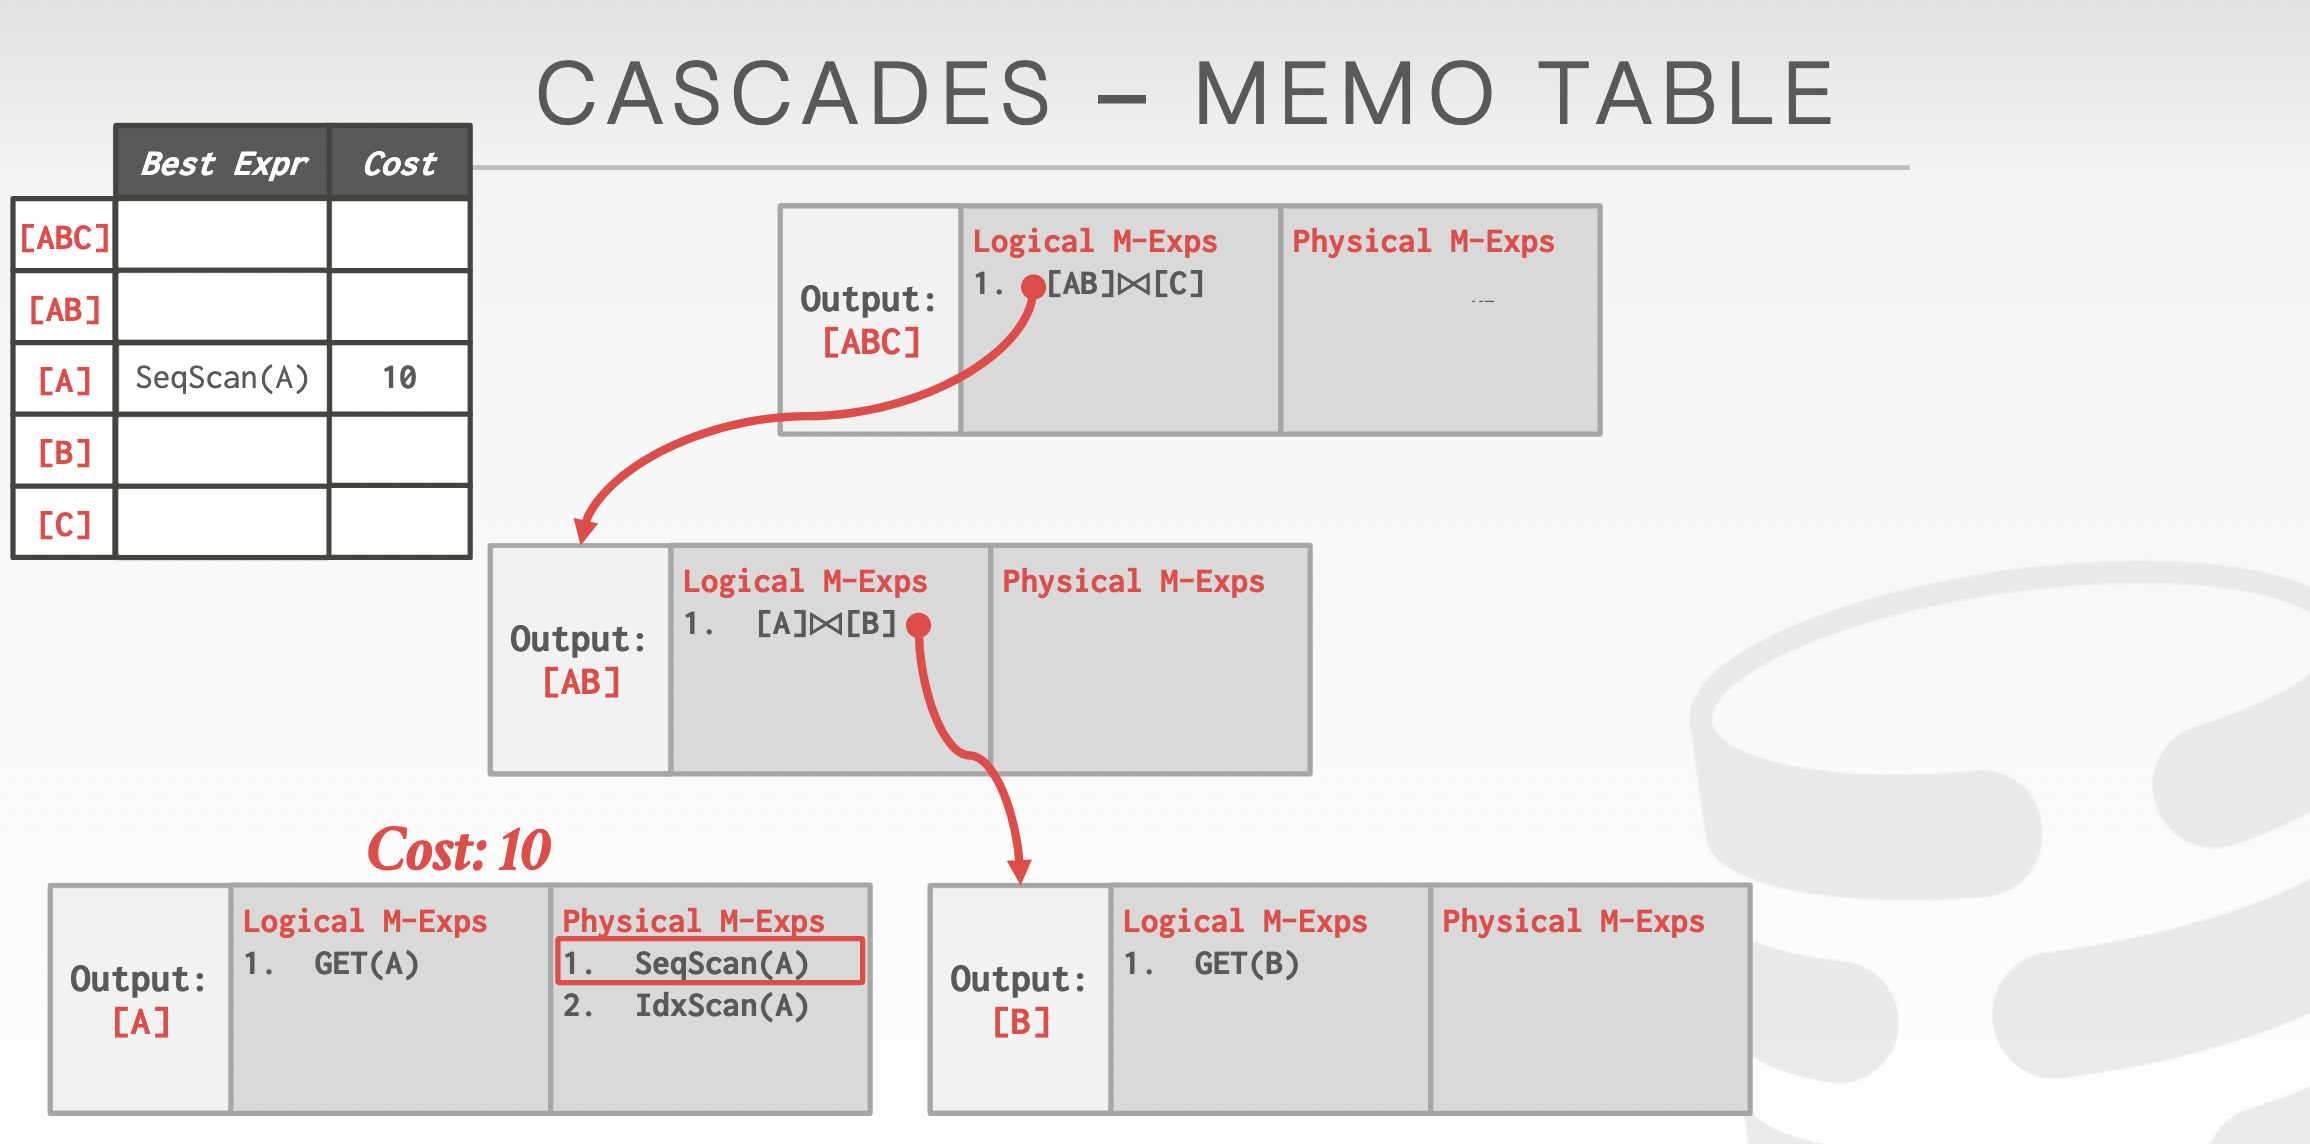 CASCADES – MEMO TABLE
Best Expr Cost
[ABC]
[AB]
[A] SeqScan(A) 10
[B]
[C]
Output:
[ABC]
Logical M-Exps
1. [AB]⋈[C]
Physical M-Exps
Output:
[AB]
Logical M-Exps
1. [A]⋈[B]
Physical M-Exps
Cost: 10
Output:
[A]
Logical M-Exps
1. GET(A)
Physical M-Exps
1. SeqScan(A)
2. IdxScan(A)
Output:
[B]
Logical M-Exps
1. GET(B)
Physical M-Exps